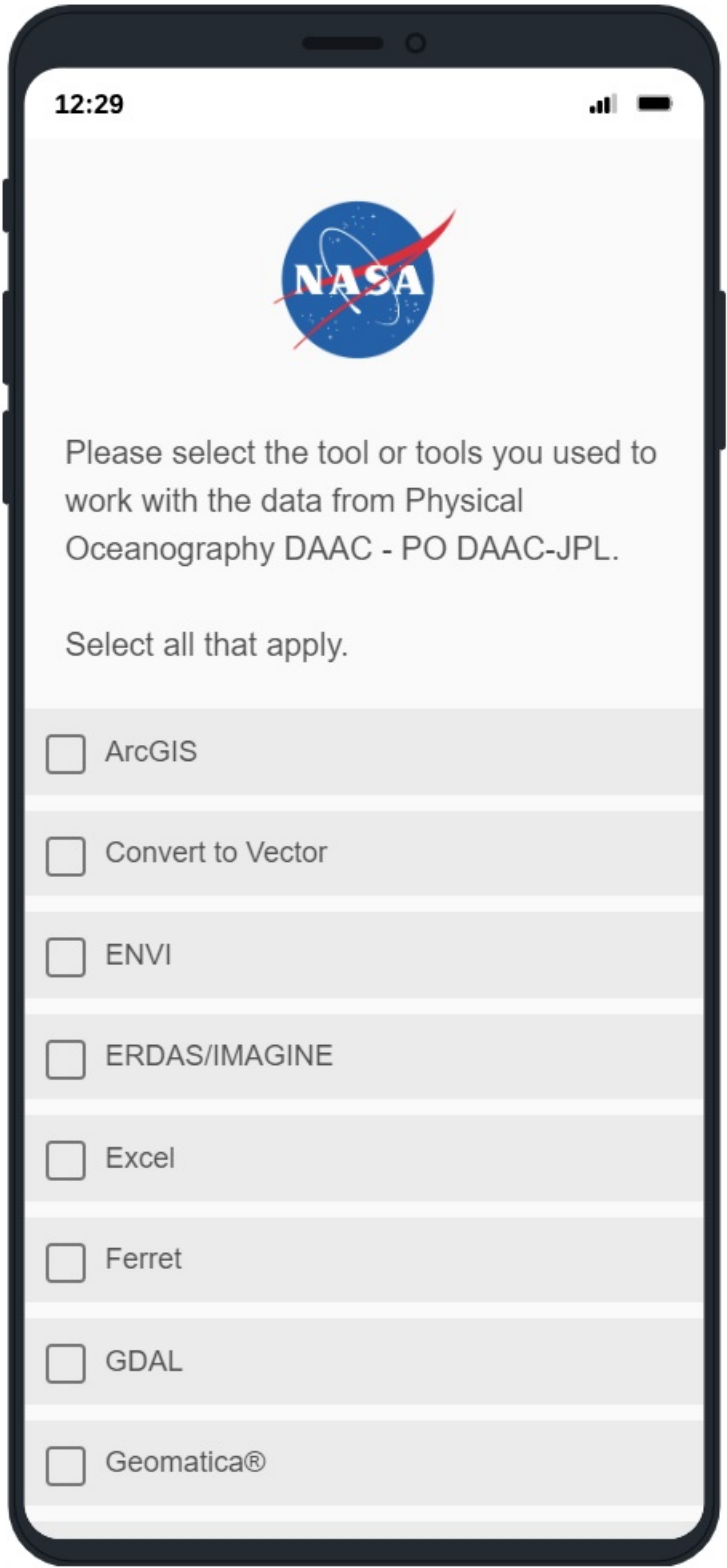 12:29
NASA
Please select the tool or tools you used to
work with the data from Physical
Oceanography DAAC - PO DAAC-JPL.
Select all that apply.
ArcGIS
Convert to Vector
ENVI
ERDAS/IMAGINE
Excel
Ferret
GDAL
Geomatica®